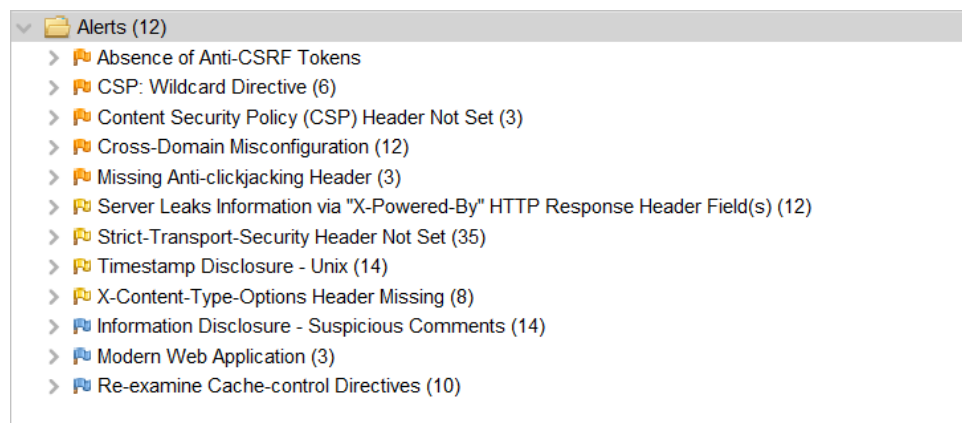 Alerts (12)
Absence of Anti-CSRF Tokens
CSP: Wildcard Directive (6)
Content Security Policy (CSP) Header Not Set (3)
Cross-Domain Misconfiguration (12)
Missing Anti-clickjacking Header (3)
Server Leaks Information via "X-Powered-By" HTTP Response Header Field(s) (12)
Strict-Transport-Security Header Not Set (35)
Timestamp Disclosure - Unix (14)
X-Content-Type-Options Header Missing (8)
Information Disclosure - Suspicious Comments (14)
Modern Web Application (3)
Re-examine Cache-control Directives (10)